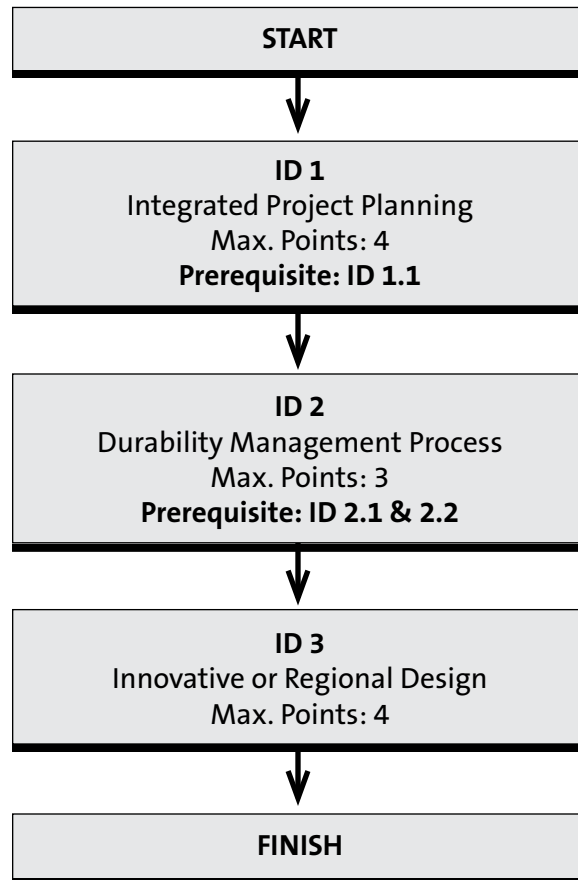 START
ID 1
Integrated Project Planning
Max. Points: 4
Prerequisite: ID 1.1
ID 2
Durability Management Process
Max. Points: 3
Prerequisite: ID 2.1 & 2.2
ID 3
Innovative or Regional Design
Max. Points: 4
FINISH